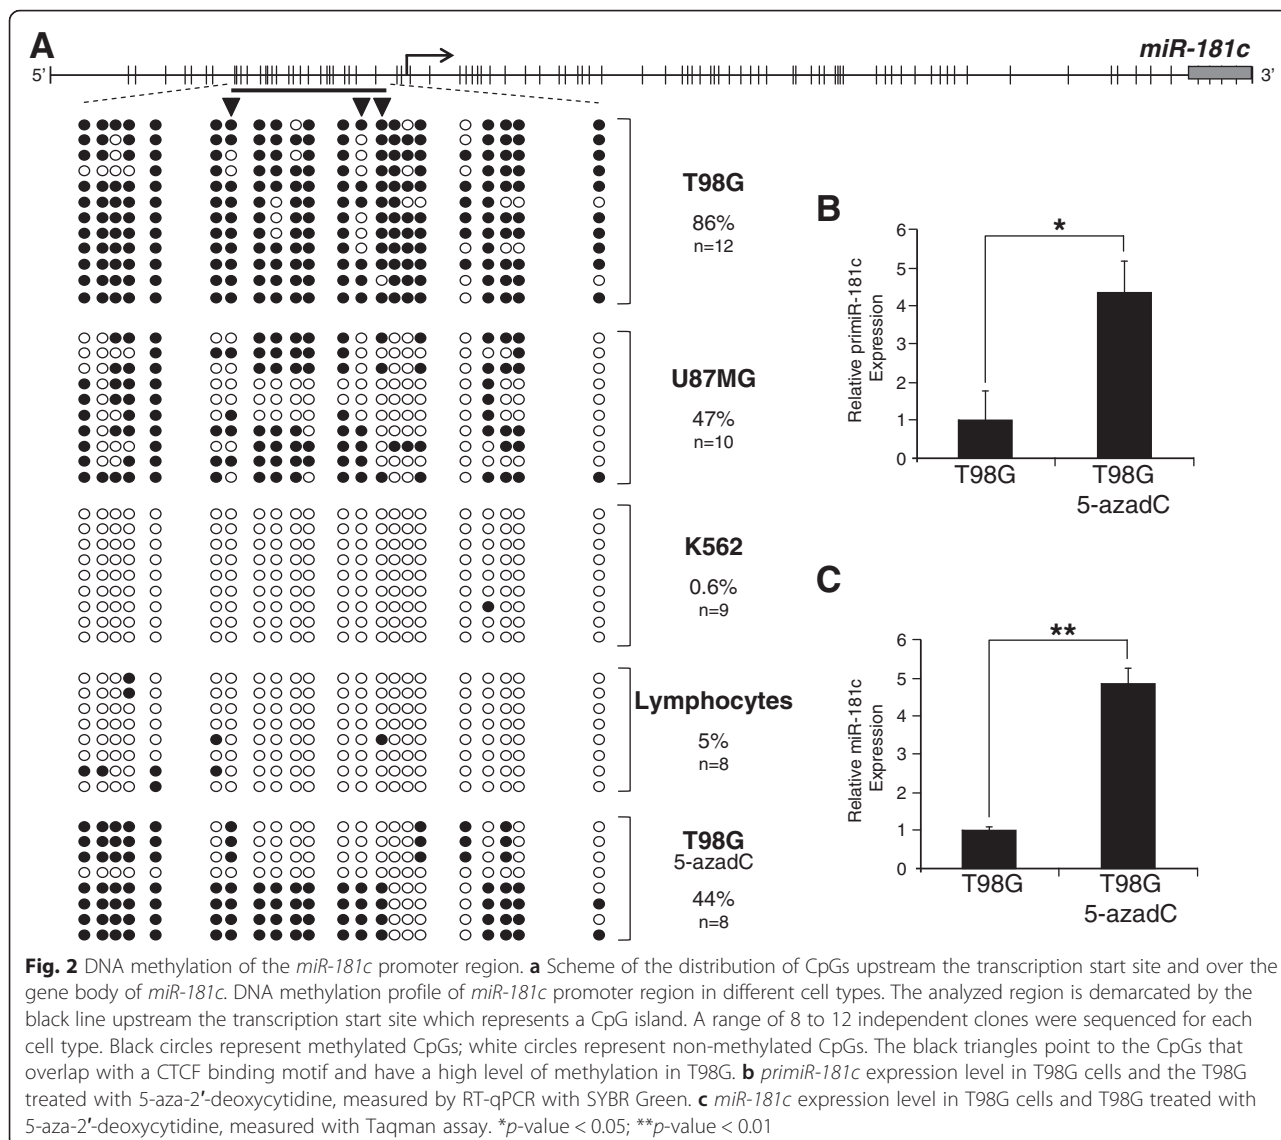 A
miR-181c
5'
3'
T98G
86%
n=12
U87MG
47%
n=10
K562
0.6%
n=9
Lymphocytes
5%
n=8
T98G
5-azadC
44%
n=8
B
Relative primiR-181c
Expression
6
5
4
3
2
1
0
*
T98G
T98G
5-azadC
C
Relative miR-181c
Expression
6
5
4
3
2
1
0
**
T98G
T98G
5-azadC
Fig. 2 DNA methylation of the miR-181c promoter region. a Scheme of the distribution of CpGs upstream the transcription start site and over the
gene body of miR-181c. DNA methylation profile of miR-181c promoter region in different cell types. The analyzed region is demarcated by the
black line upstream the transcription start site which represents a CpG island. A range of 8 to 12 independent clones were sequenced for each
cell type. Black circles represent methylated CpGs; white circles represent non-methylated CpGs. The black triangles point to the CpGs that
overlap with a CTCF binding motif and have a high level of methylation in T98G. b primiR-181c expression level in T98G cells and the T98G
treated with 5-aza-2′-deoxycytidine, measured by RT-qPCR with SYBR Green. c miR-181c expression level in T98G cells and T98G treated with
5-aza-2′-deoxycytidine, measured with Taqman assay. *p-value < 0.05; **p-value < 0.01